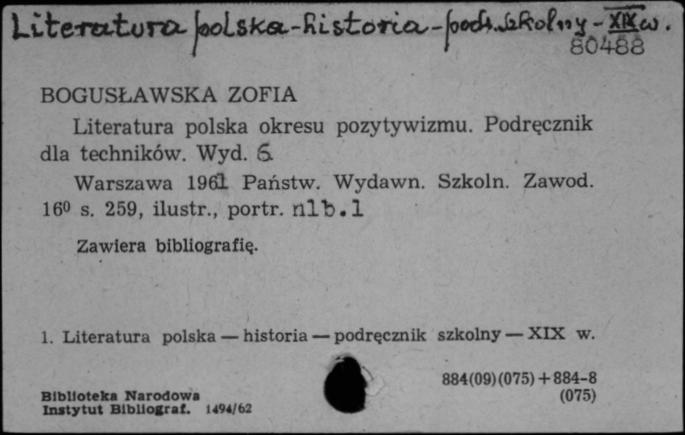 Literatura polska-historia-podr.szkolny-XIX w.
80488
BOGUSŁAWSKA ZOFIA
Literatura polska okresu pozytywizmu. Podręcznik
dla techników. Wyd. 6
Warszawa 1961 Państw. Wydawn. Szkoln. Zawod.
16⁰ s. 259, ilustr., portr. nlb.1
Zawiera bibliografię.
1. Literatura polska — historia — podręcznik szkolny — XIX w.
884(09)(075) + 884-8
(075)
Biblioteka Narodowa
Instytut Bibliograf. 1494/62